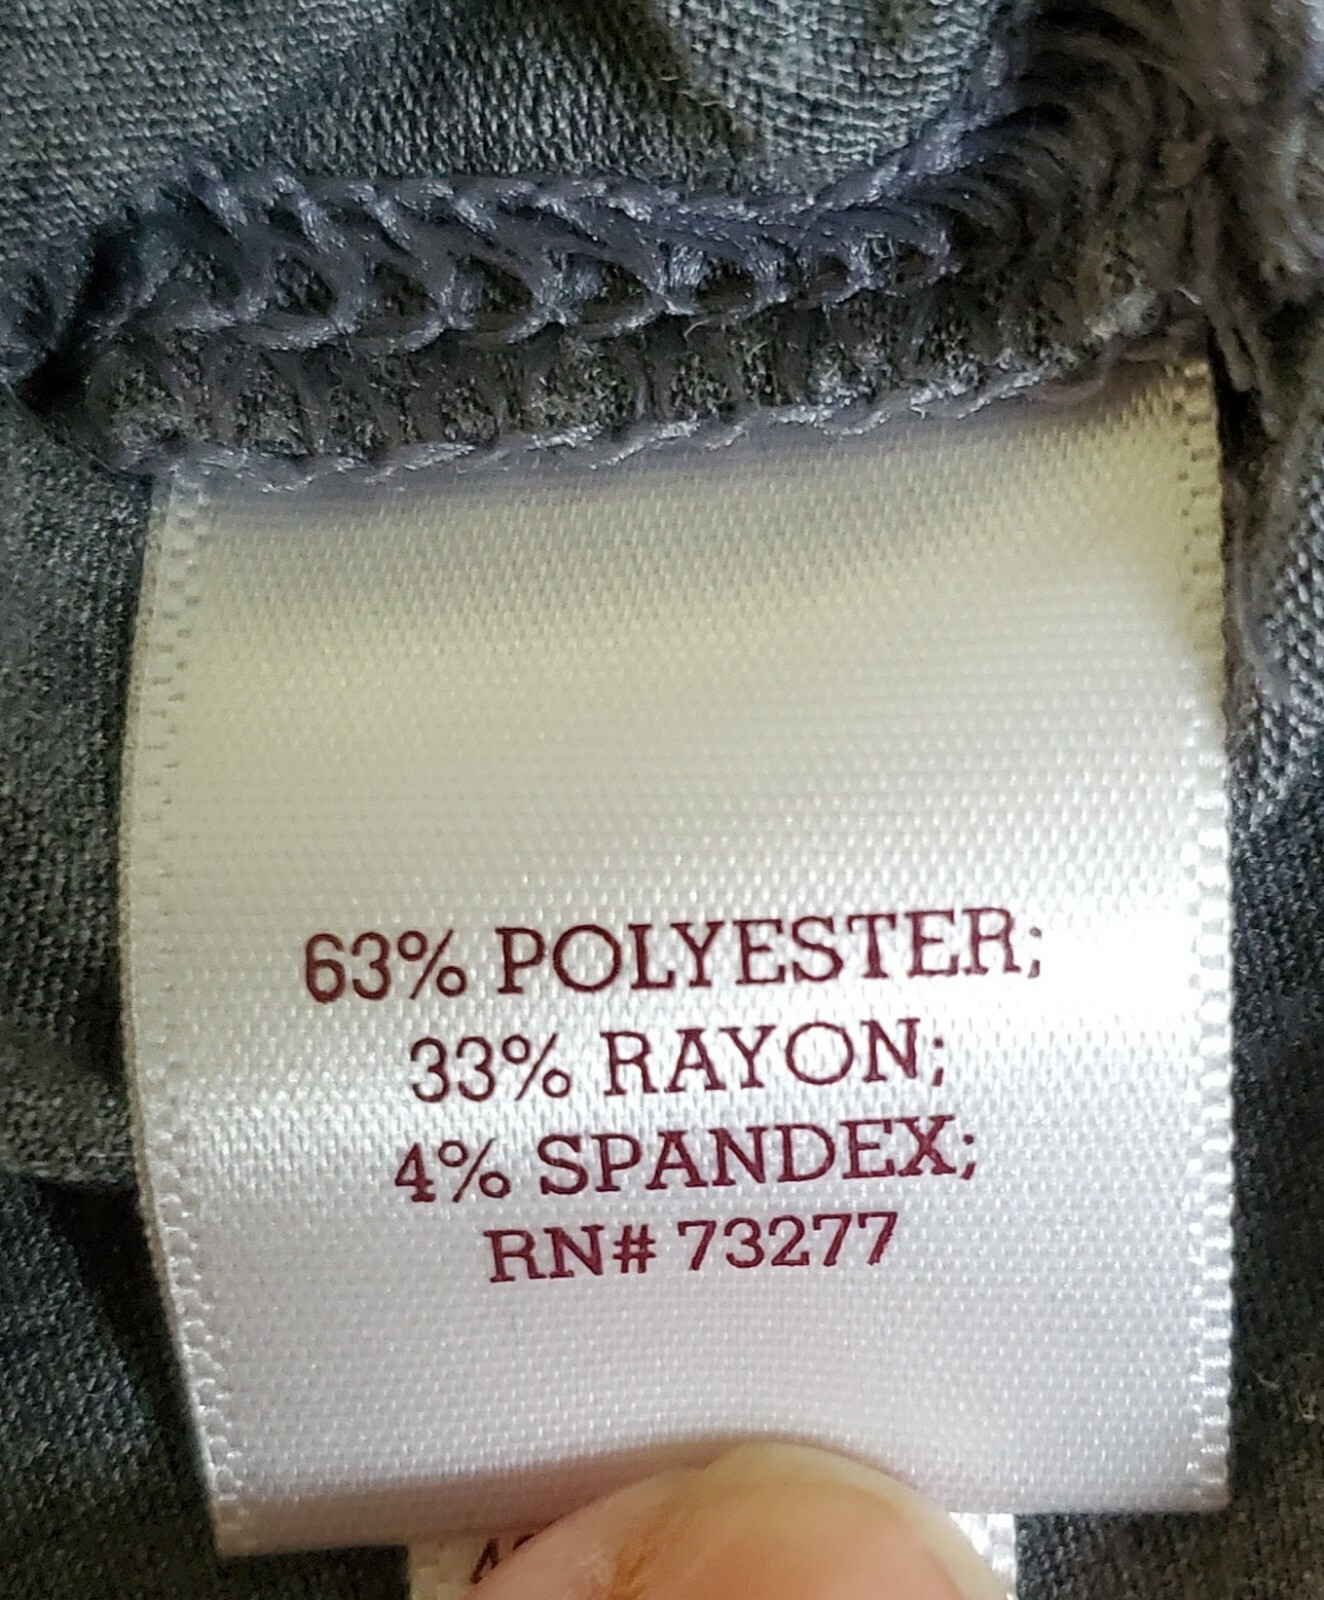 63% POLYESTER;
33% RAYON;
4% SPANDEX;
RN# 73277